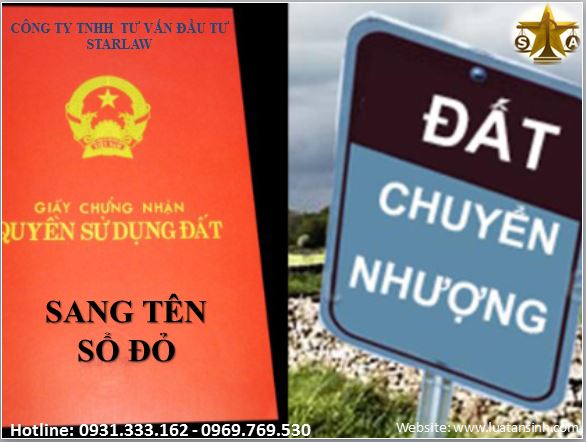 CÔNG TY TNHH TƯ VẤN ĐẦU TƯ
STARLAW
GIẤY CHỨNG NHẬN
QUYỀN SỬ DỤNG ĐẤT
SANG TÊN
SỔ ĐỎ
Hotline: 0931.333.162 - 0969.769.530
S A
ĐẤT
CHUYỂN
NHƯỢNG
Website: www.luatansinh.com